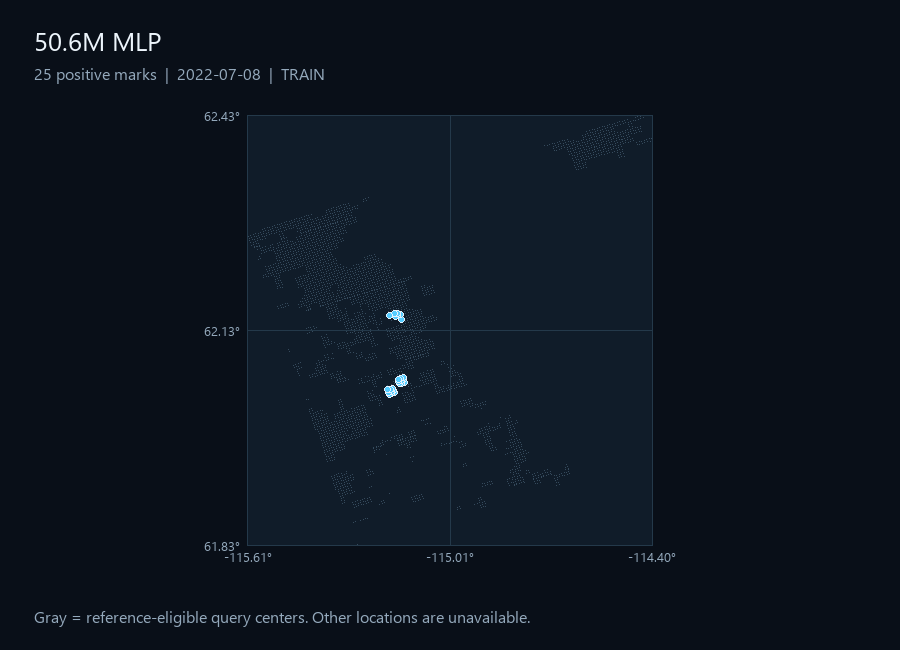 50.6M MLP
25 positive marks | 2022-07-08 | TRAIN
62.43°
62.13°
61.83°
-115.61° -115.01° -114.40°
Gray = reference-eligible query centers. Other locations are unavailable.